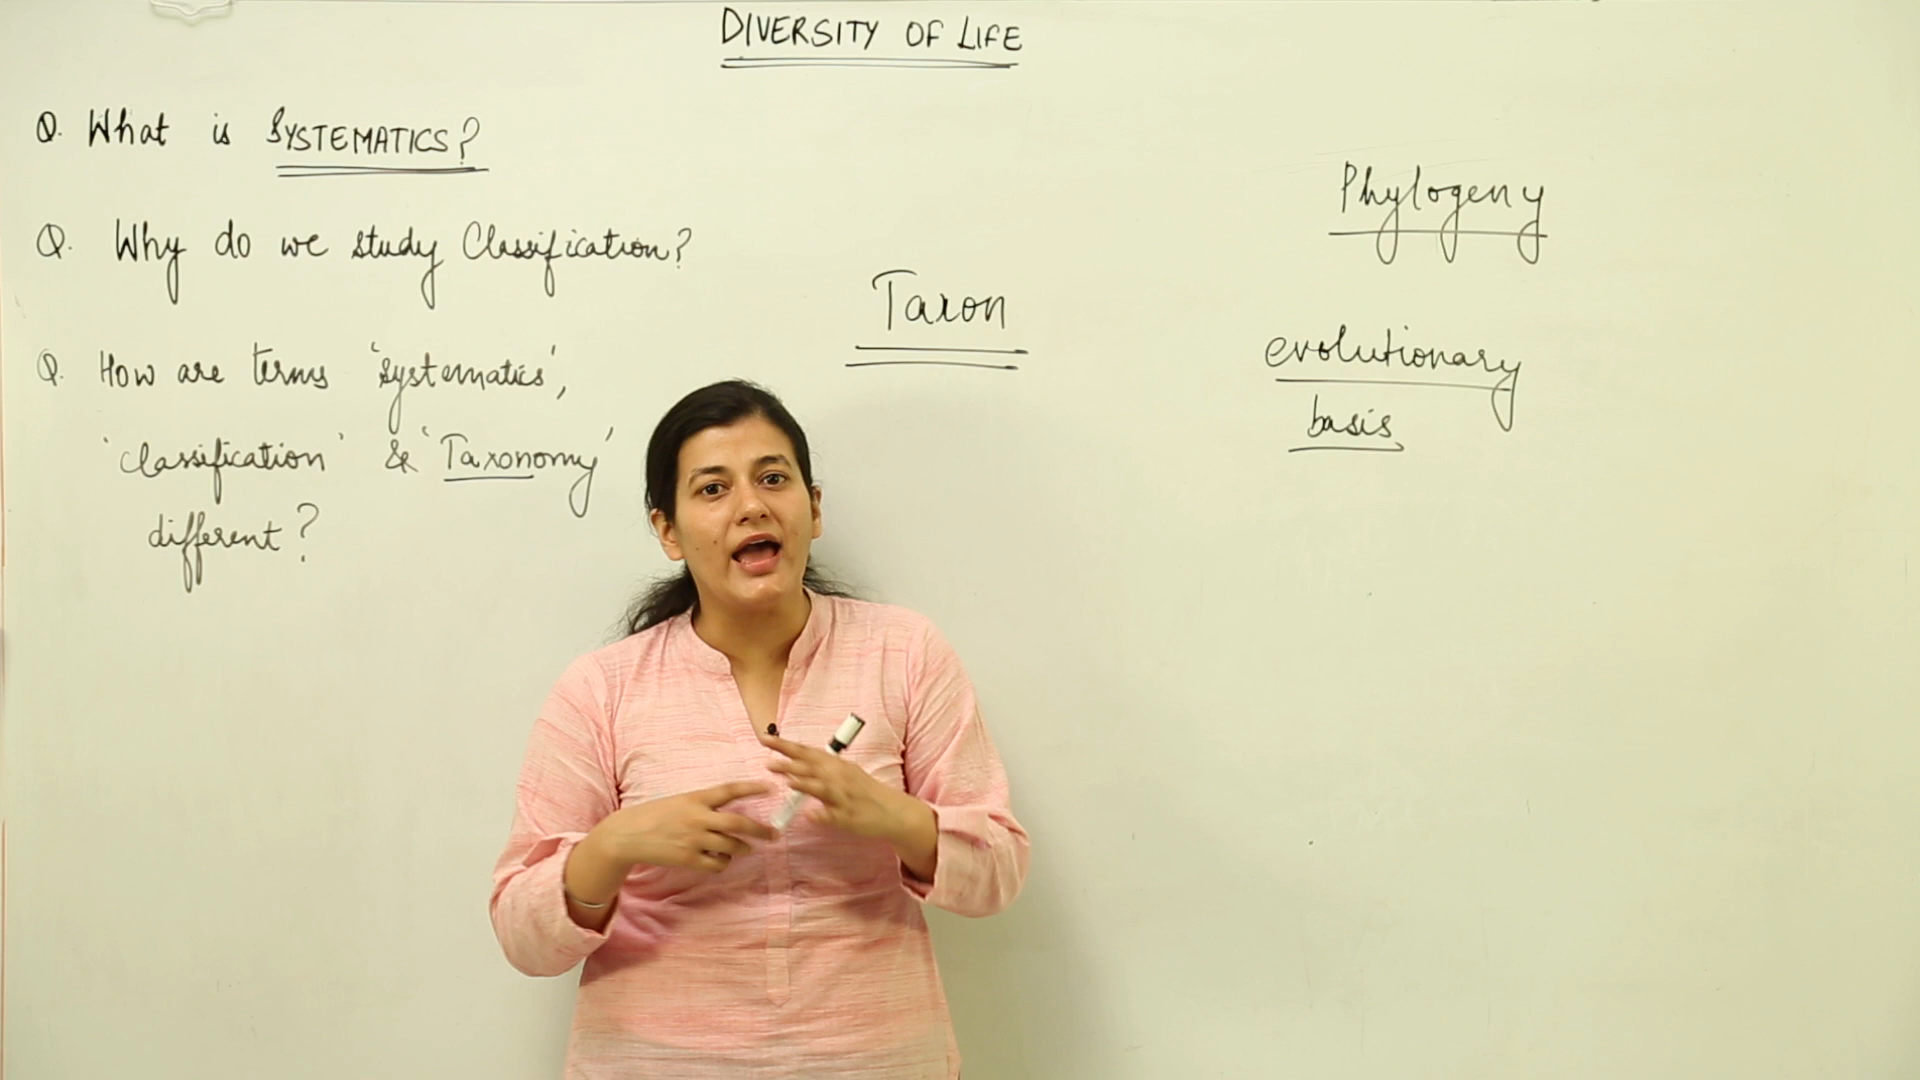 DIVERSITY OF LIFE
Q. What is SYSTEMATICS?
Q. Why do we study Classification?
Q. How are terms 'systematics',
'classification' & 'Taxonomy'
different?
Taxon
Phylogeny
evolutionary
basis